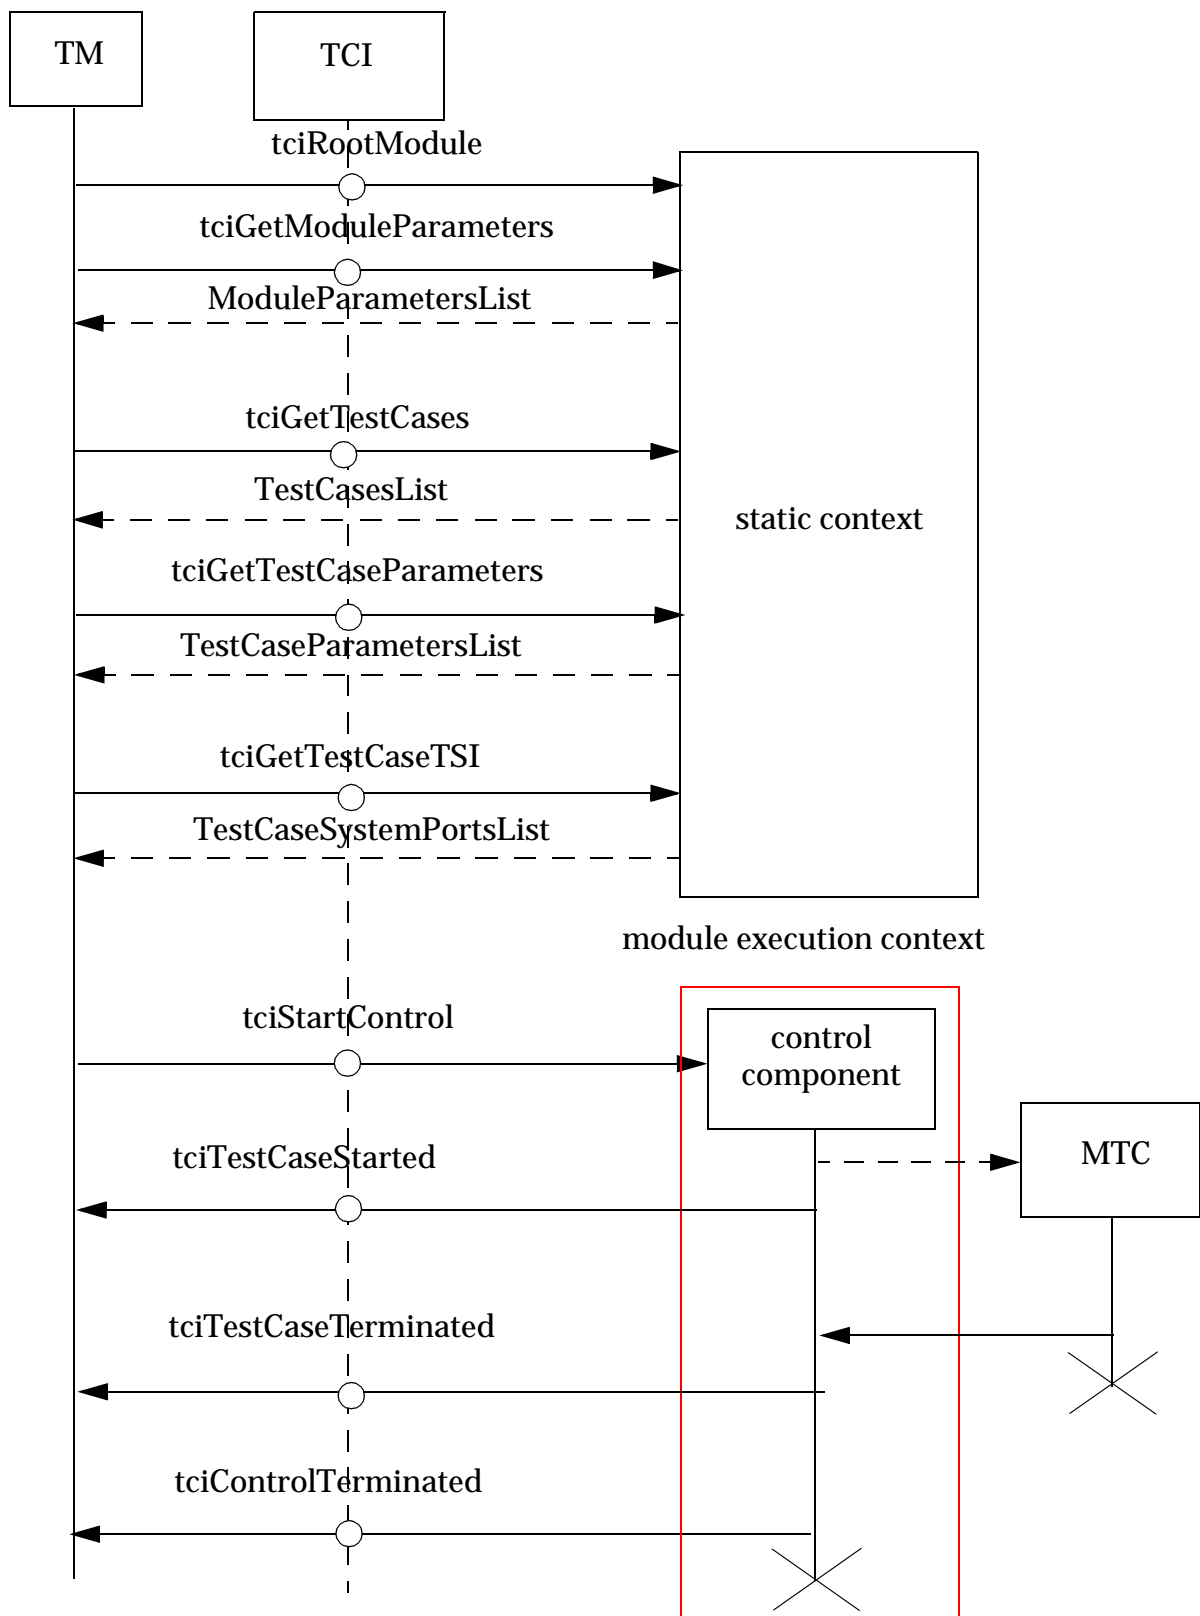 TM
TCI
tciRootModule
tciGetModuleParameters
ModuleParametersList
tciGetTestCases
TestCasesList
static context
tciGetTestCaseParameters
TestCaseParametersList
tciGetTestCaseTSI
TestCaseSystemPortsList
module execution context
tciStartControl
control
component
tciTestCaseStarted
MTC
tciTestCaseTerminated
tciControlTerminated